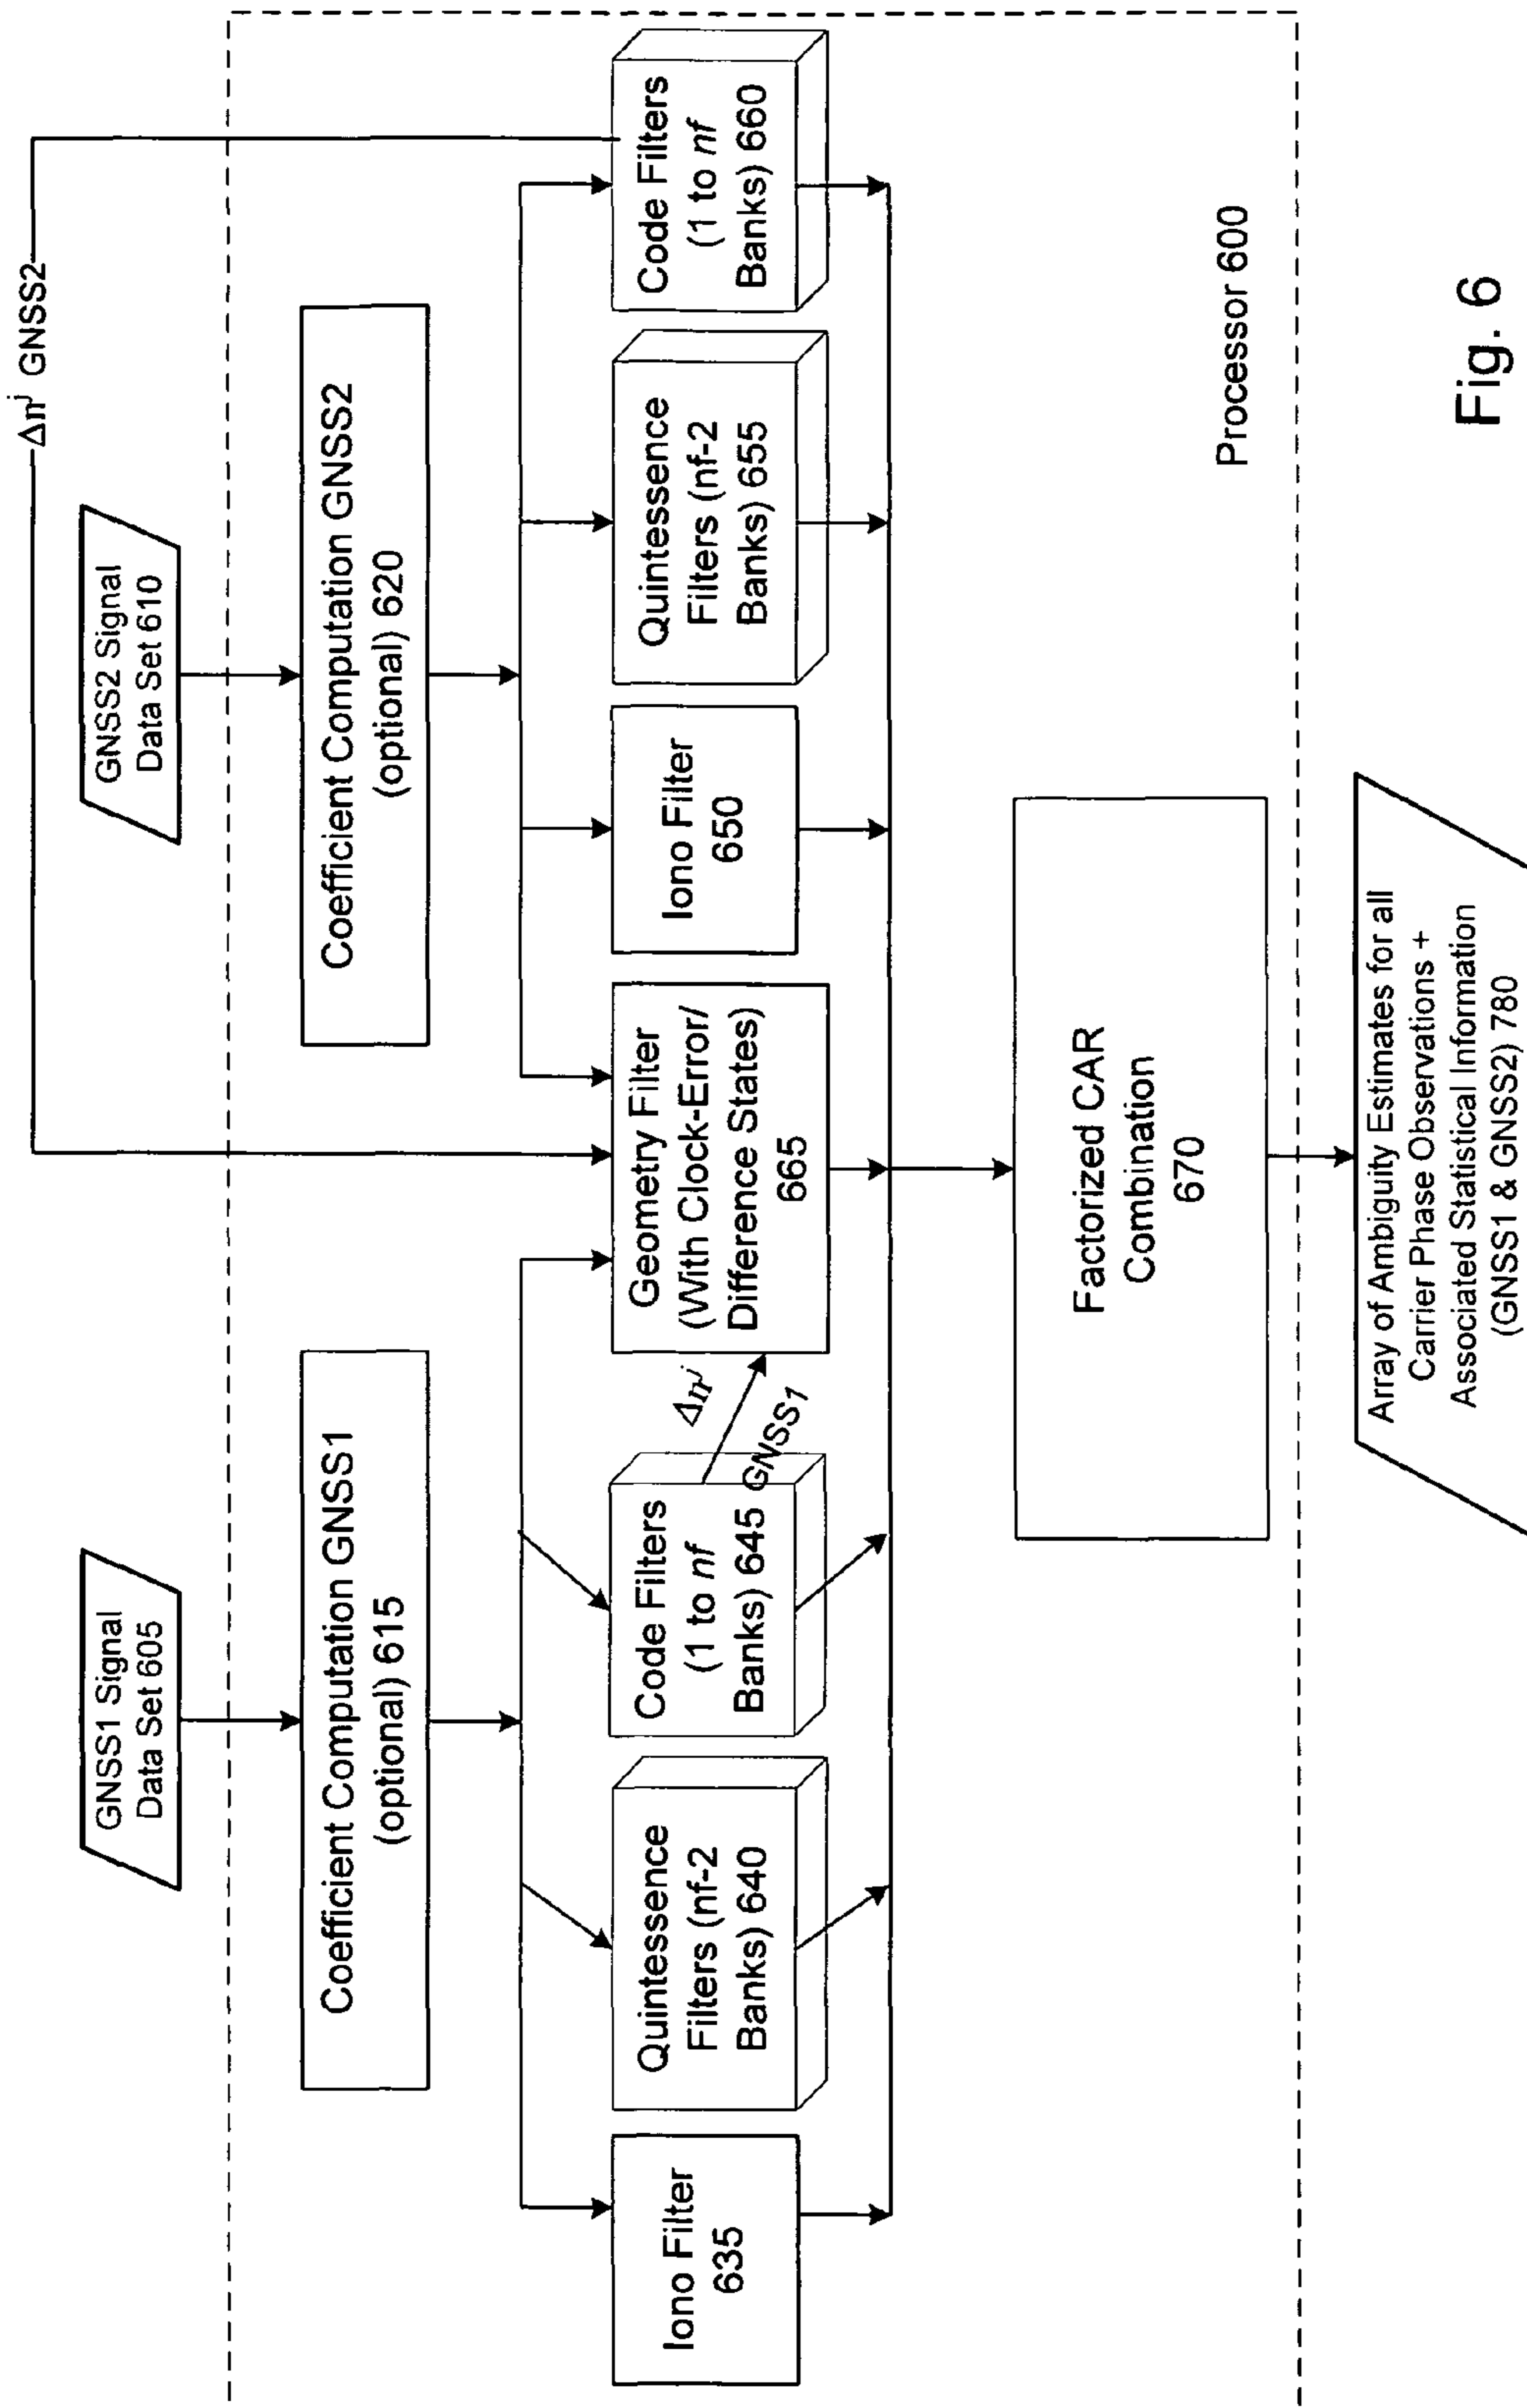 Δnʲ GNSS2
GNSS1 Signal
Data Set 605
GNSS2 Signal
Data Set 610
Coefficient Computation GNSS1
(optional) 615
Coefficient Computation GNSS2
(optional) 620
Iono Filter
635
Quintessence
Filters (nf-2
Banks) 640
Code Filters
(1 to nf
Banks) 645
Δnʲ
GNSS1
Geometry Filter
(With Clock-Error/
Difference States)
665
Iono Filter
650
Quintessence
Filters (nf-2
Banks) 655
Code Filters
(1 to nf
Banks) 660
Factorized CAR
Combination
670
Processor 600
Array of Ambiguity Estimates for all
Carrier Phase Observations +
Associated Statistical Information
(GNSS1 & GNSS2) 780
Fig. 6